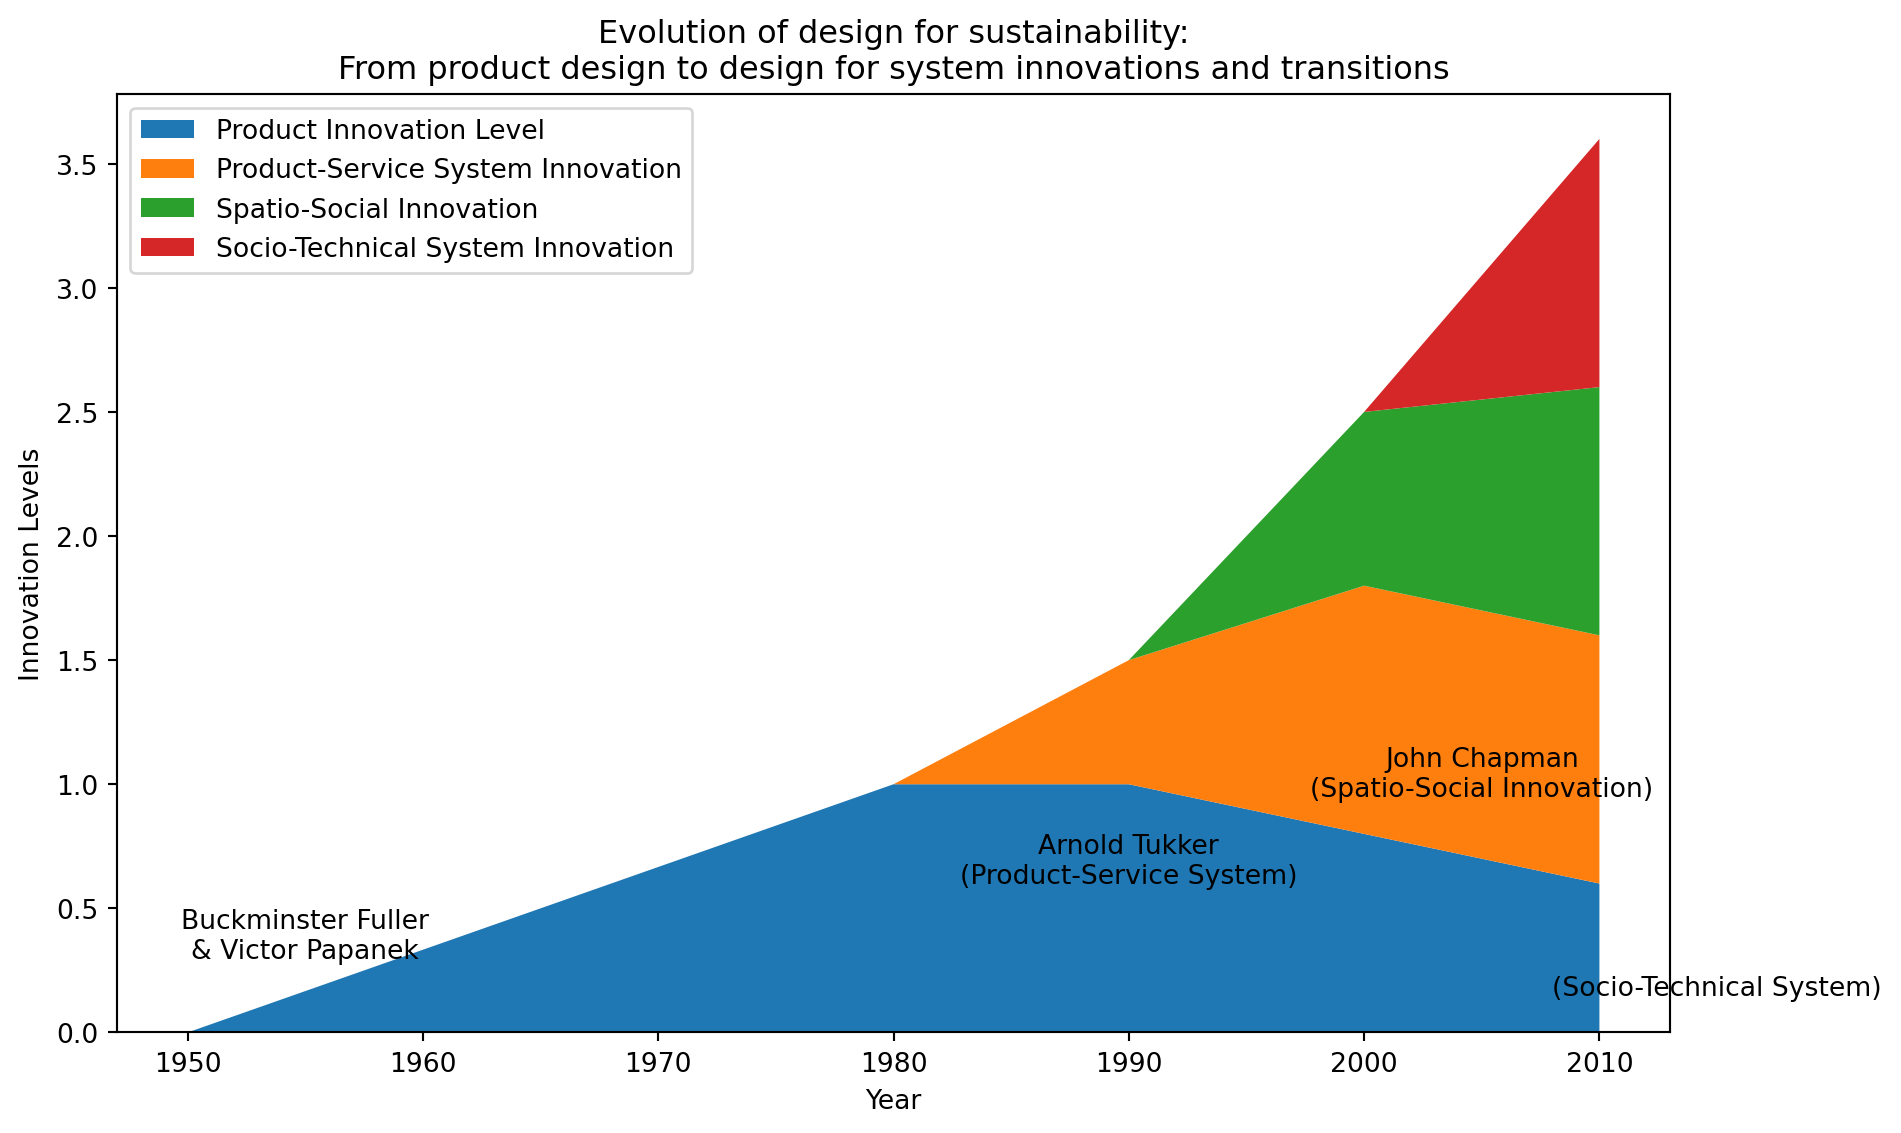 Evolution of design for sustainability:
From product design to design for system innovations and transitions
Product Innovation Level
Product-Service System Innovation
Spatio-Social Innovation
Socio-Technical System Innovation
Innovation Levels
3.5
3.0
2.5
2.0
1.5
1.0
0.5
0.0
John Chapman
(Spatio-Social Innovation)
Arnold Tukker
(Product-Service System)
Buckminster Fuller
& Victor Papanek
(Socio-Technical System)
1950 1960 1970 1980 1990 2000 2010
Year